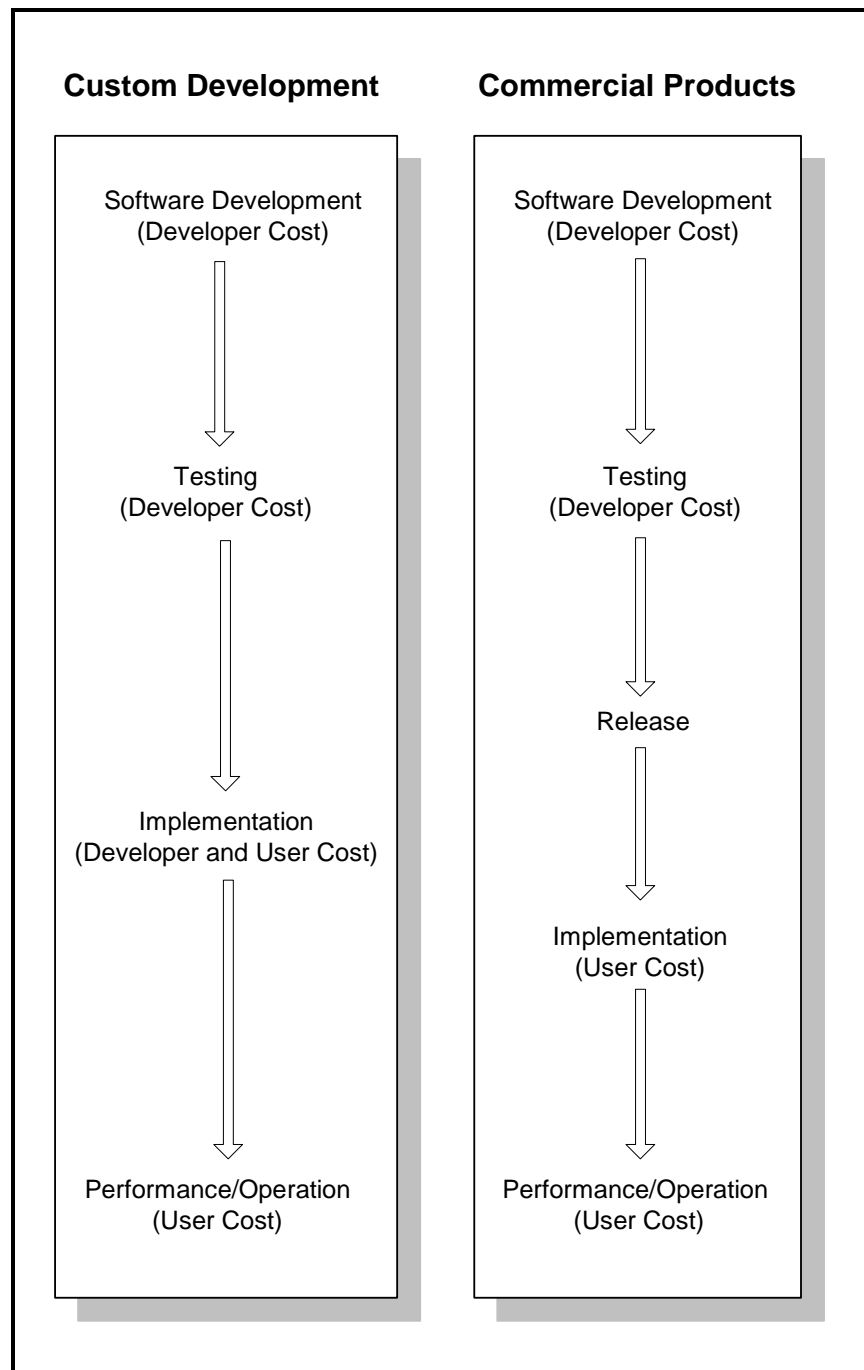 Custom Development
Software Development
(Developer Cost)
Testing
(Developer Cost)
Implementation
(Developer and User Cost)
Performance/Operation
(User Cost)
Commercial Products
Software Development
(Developer Cost)
Testing
(Developer Cost)
Release
Implementation
(User Cost)
Performance/Operation
(User Cost)